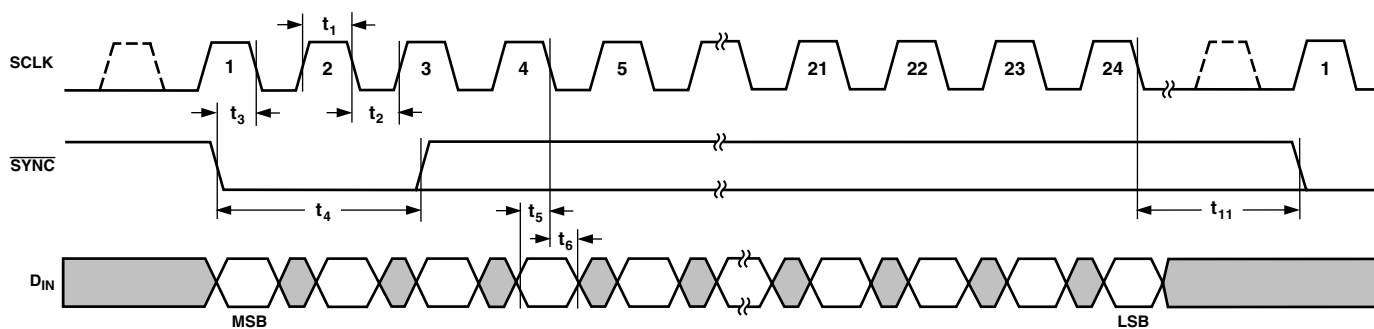 t1
SCLK 1 2 3 4 5 21 22 23 24 1
t3 t2
SYNC
t4 t5 t11
t6
DIN
MSB LSB